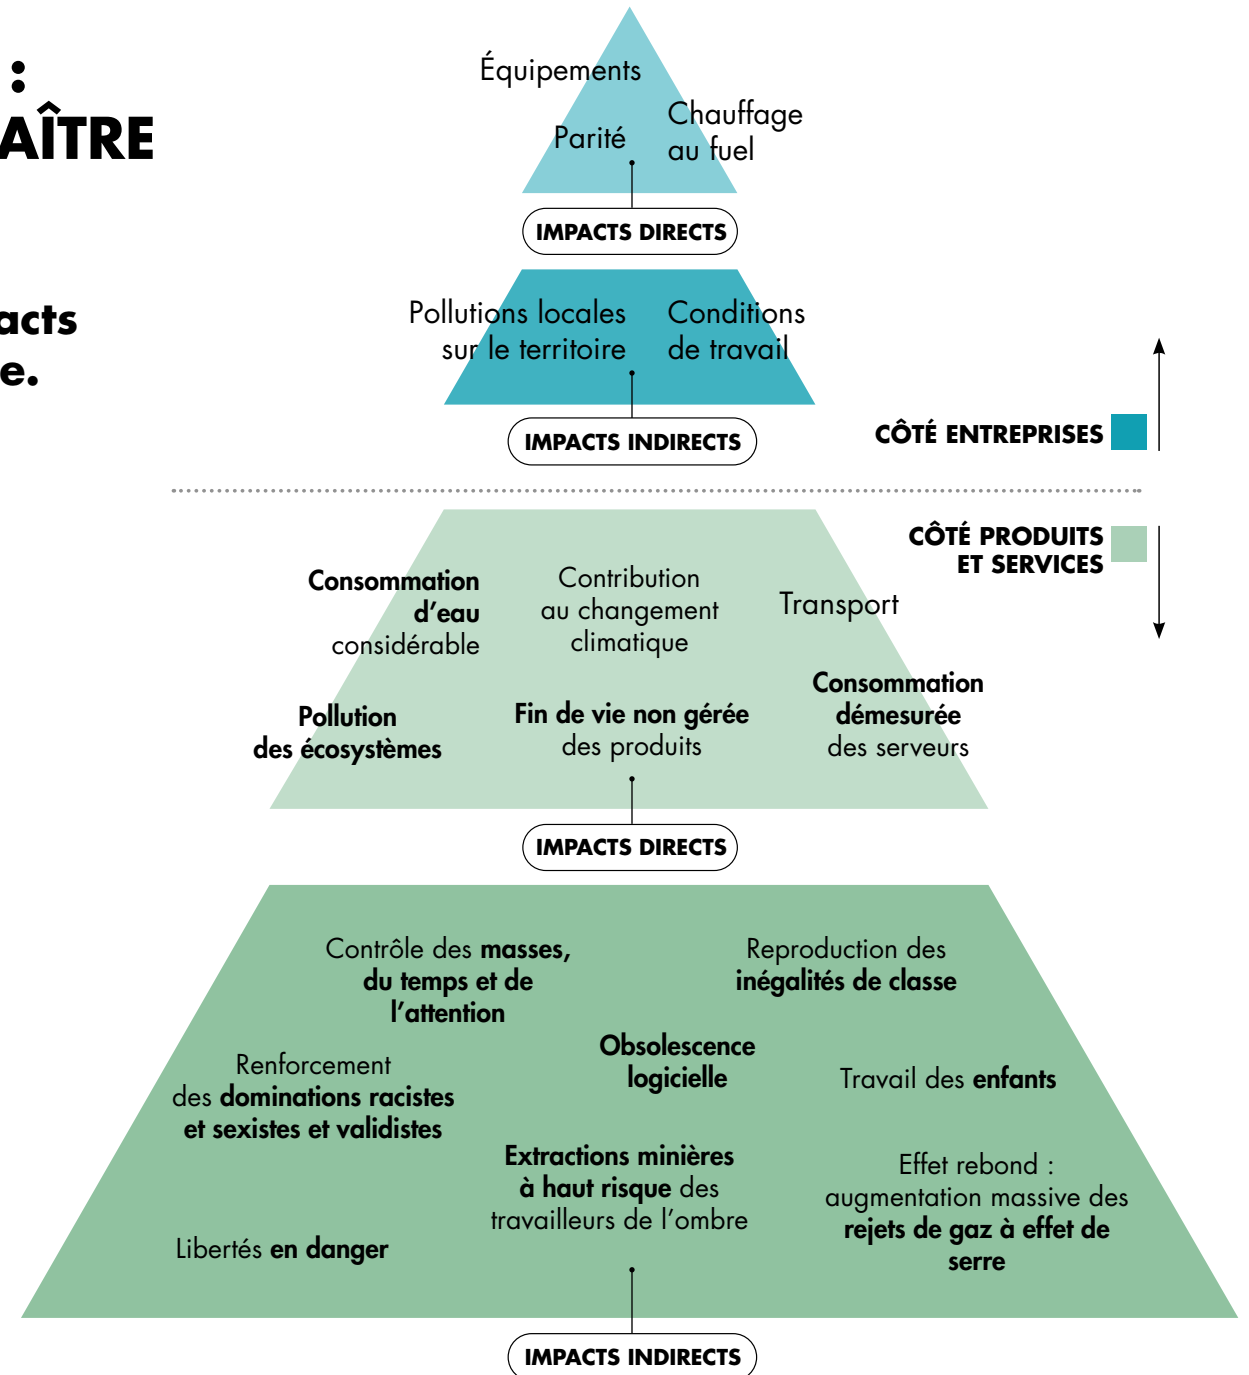 :
AÎTRE
acts
e.
Équipements
Parité
Chauffage
au fuel
IMPACTS DIRECTS
Pollutions locales
sur le territoire
Conditions
de travail
IMPACTS INDIRECTS
CÔTÉ ENTREPRISES
CÔTÉ PRODUITS
ET SERVICES
Consommation
d'eau
considérable
Contribution
au changement
climatique
Transport
Pollution
des écosystèmes
Fin de vie non gérée
des produits
Consommation
démesurée
des serveurs
IMPACTS DIRECTS
Contrôle des masses,
du temps et de
l'attention
Reproduction des
inégalités de classe
Obsolescence
logicielle
Renforcement
des dominations racistes
et sexistes et validistes
Travail des enfants
Extractions minières
à haut risque des
travailleurs de l'ombre
Effet rebond :
augmentation massive des
rejets de gaz à effet de
serre
Libertés en danger
IMPACTS INDIRECTS